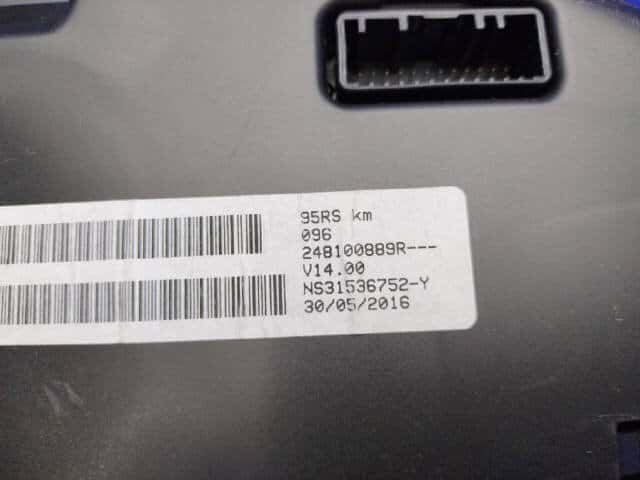 95RS km
096
248100889R---
V14.00
NS31536752-Y
30/05/2016